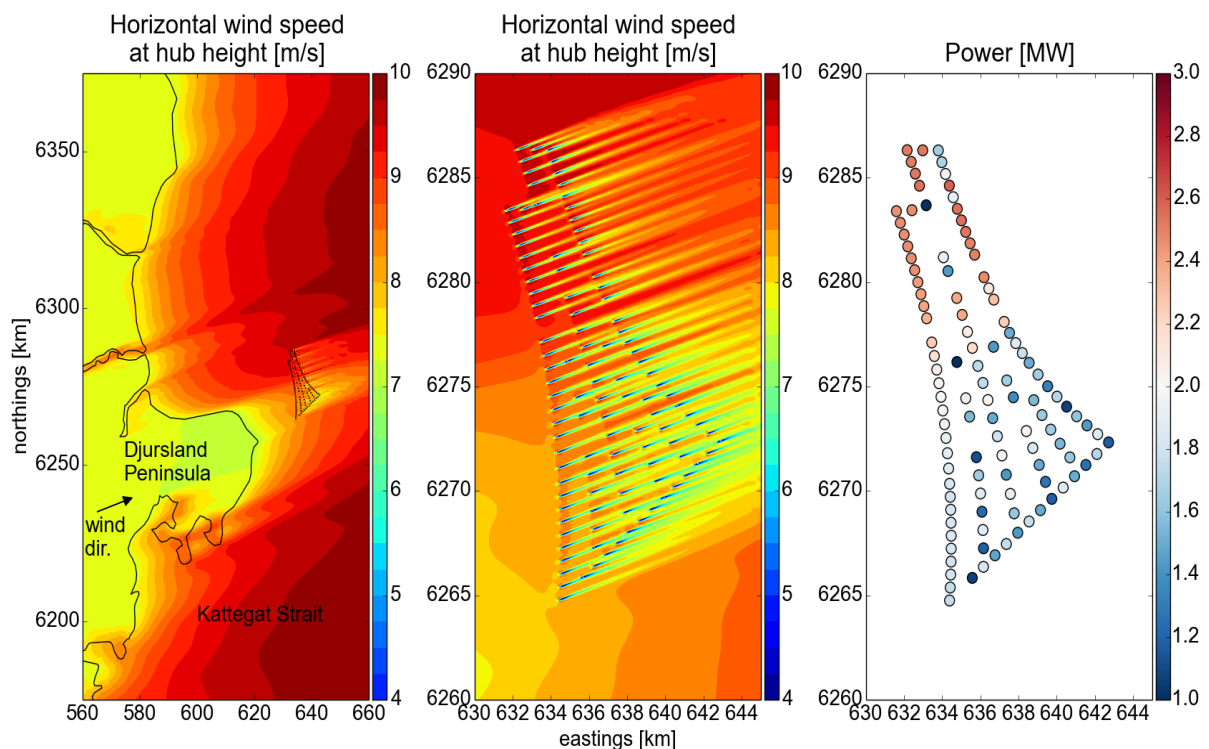 Horizontal wind speed
at hub height [m/s]
Horizontal wind speed
at hub height [m/s]
Power [MW]
northings [km]
6350
6300
6250
6200
560 580 600 620 640 660
Djursland
Peninsula
wind
dir.
Kattegat Strait
10
9
8
7
6
5
4
6290
6285
6280
6275
6270
6265
6260
630 632 634 636 638 640 642 644
eastings [km]
10
9
8
7
6
5
4
6290
6285
6280
6275
6270
6265
6260
630 632 634 636 638 640 642 644
3.0
2.8
2.6
2.4
2.2
2.0
1.8
1.6
1.4
1.2
1.0